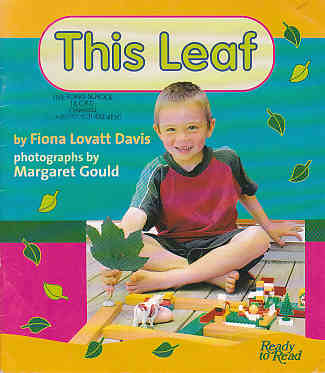 This Leaf
by Fiona Lovatt Davis
photographs by
Margaret Gould
Ready
to Read